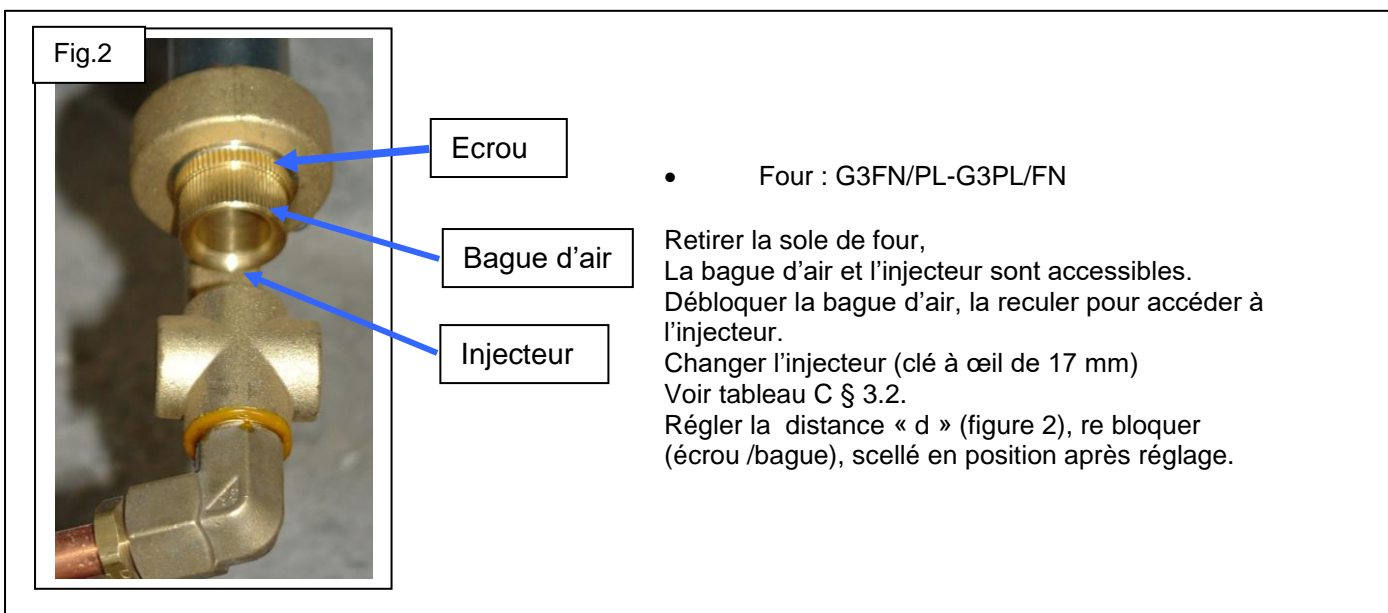 Fig.2
Ecrou
Bague d'air
Injecteur
• Four : G3FN/PL-G3PL/FN
Retirer la sole de four,
La bague d'air et l'injecteur sont accessibles.
Débloquer la bague d'air, la reculer pour accéder à
l'injecteur.
Changer l'injecteur (clé à œil de 17 mm)
Voir tableau C § 3.2.
Régler la distance « d » (figure 2), re bloquer
(écrou /bague), scellé en position après réglage.